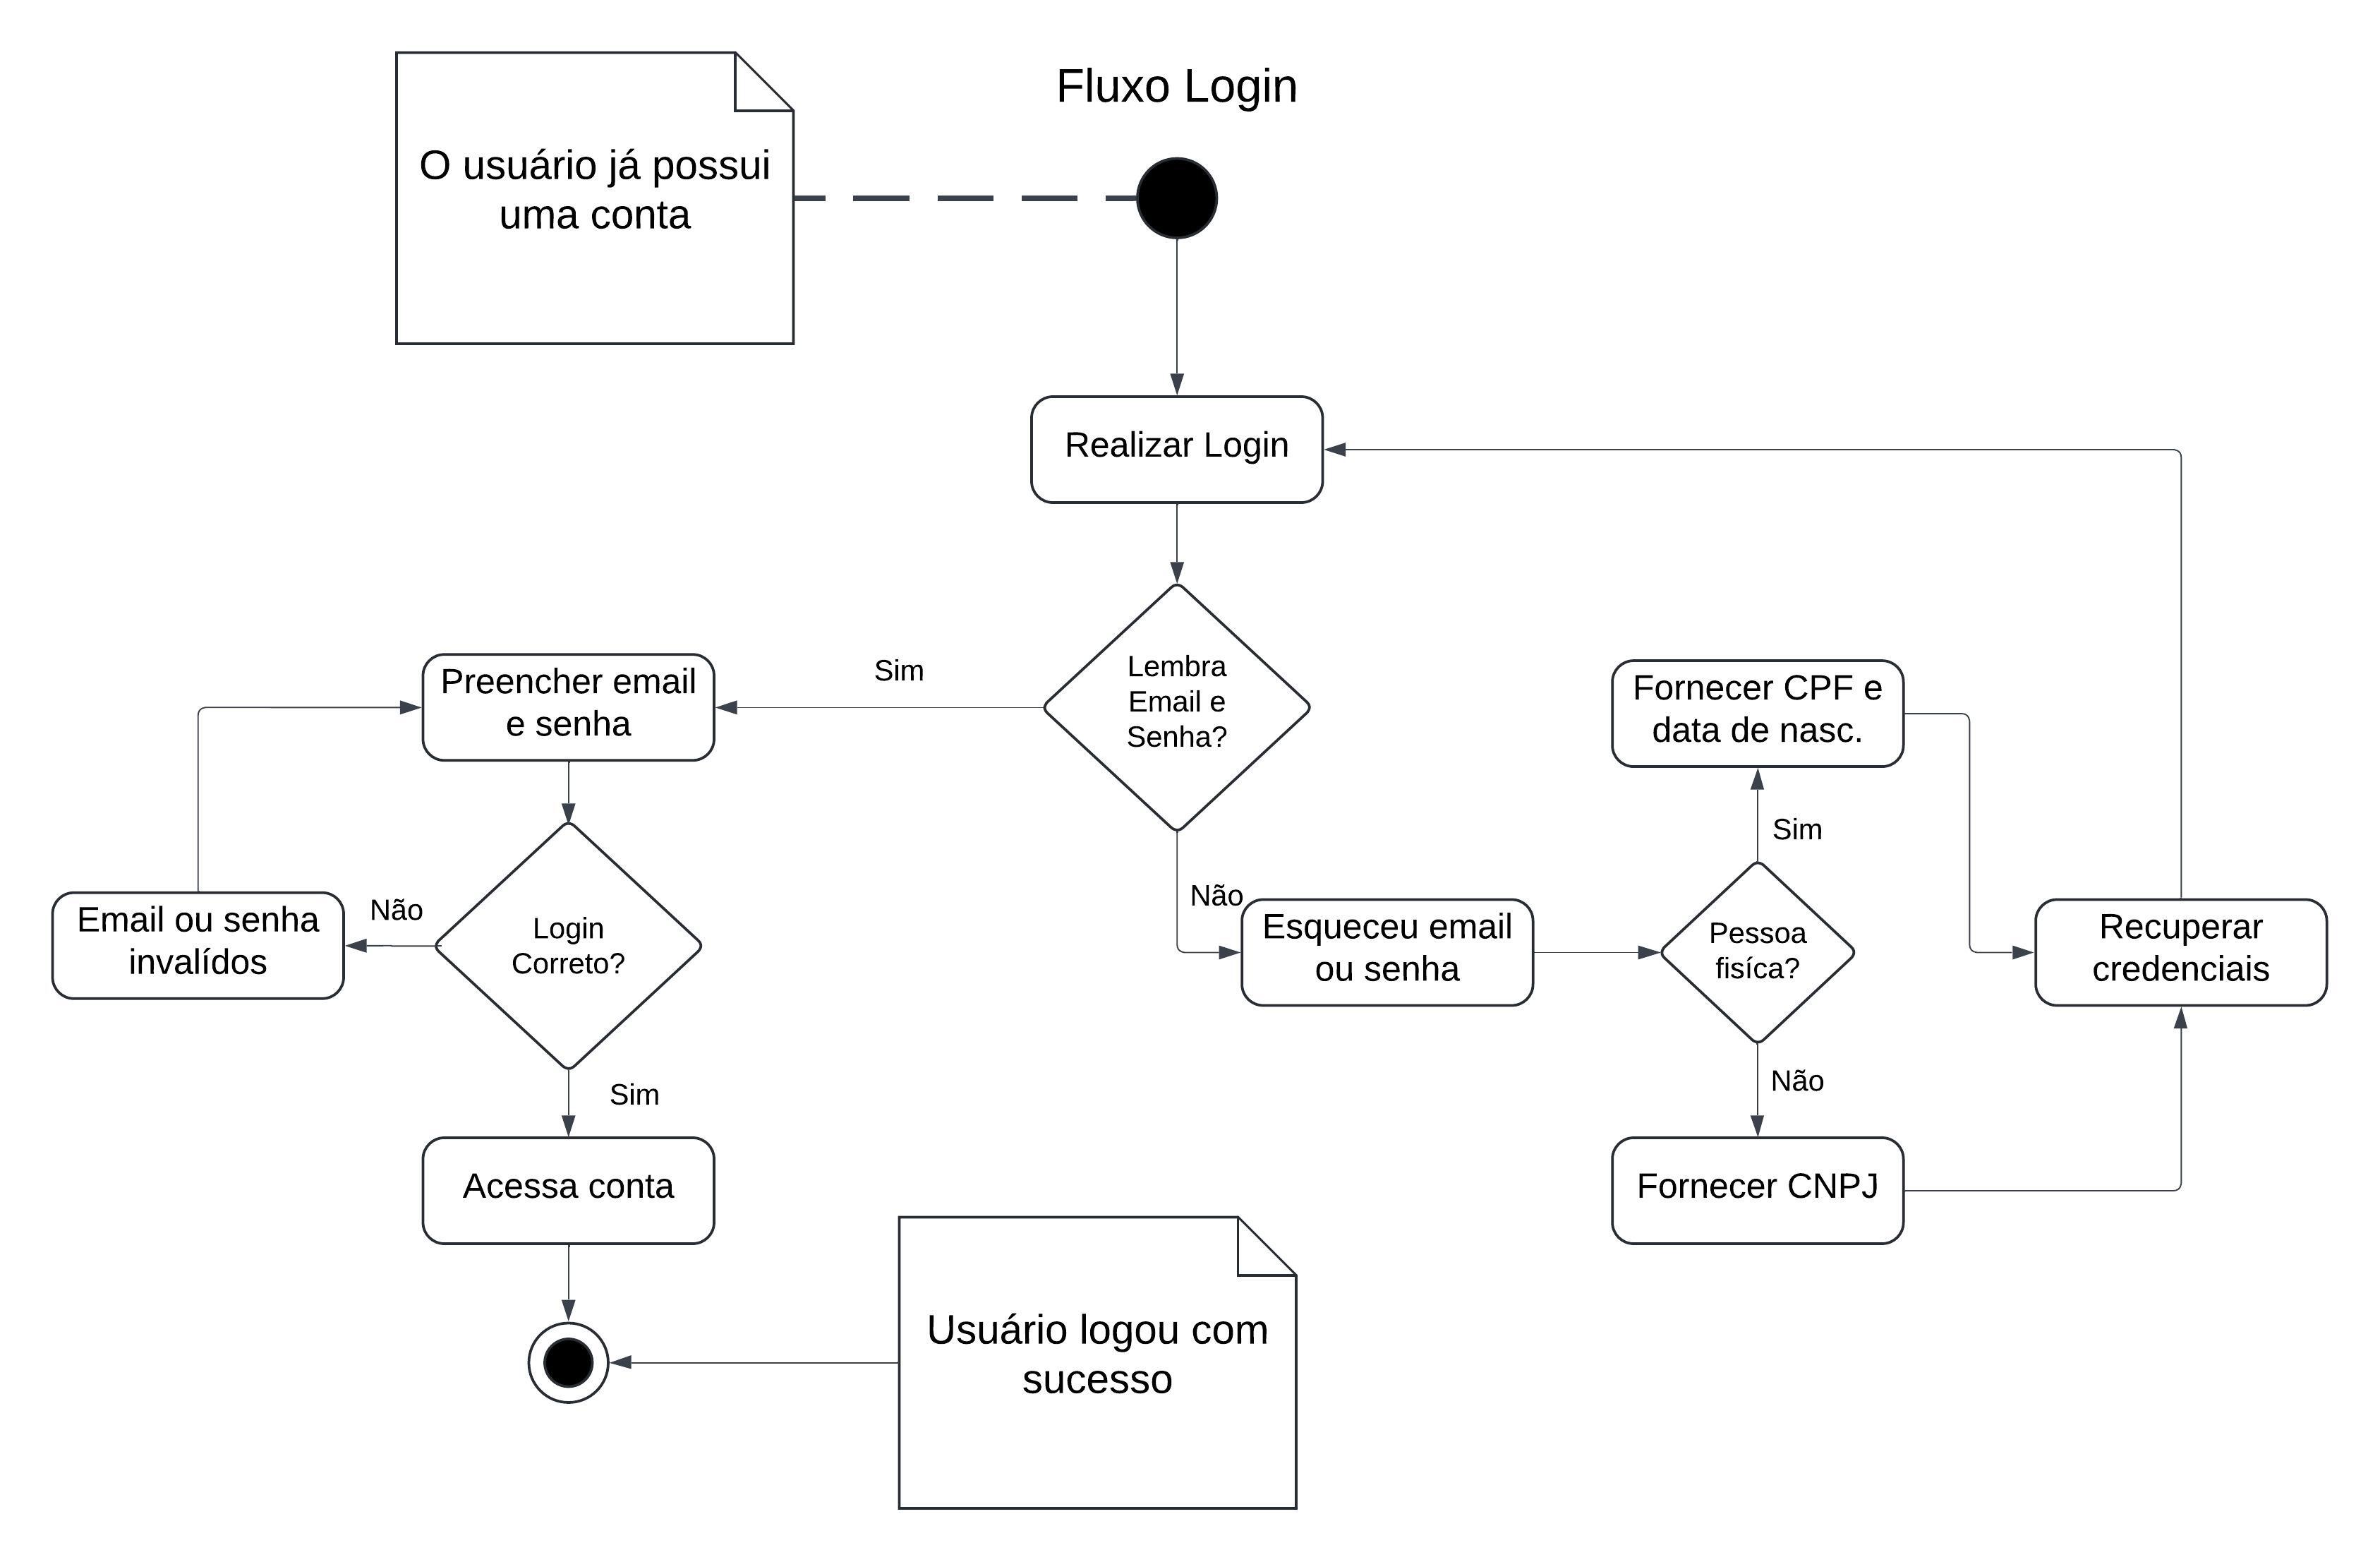 Fluxo Login
O usuário já possui
uma conta
Realizar Login
Lembra
Email e
Senha?
Sim
Preencher email
e senha
Fornecer CPF e
data de nasc.
Sim
Não
Email ou senha
invalídos
Não
Login
Correto?
Esqueceu email
ou senha
Pessoa
fisíca?
Recuperar
credenciais
Sim
Não
Acessa conta
Fornecer CNPJ
Usuário logou com
sucesso